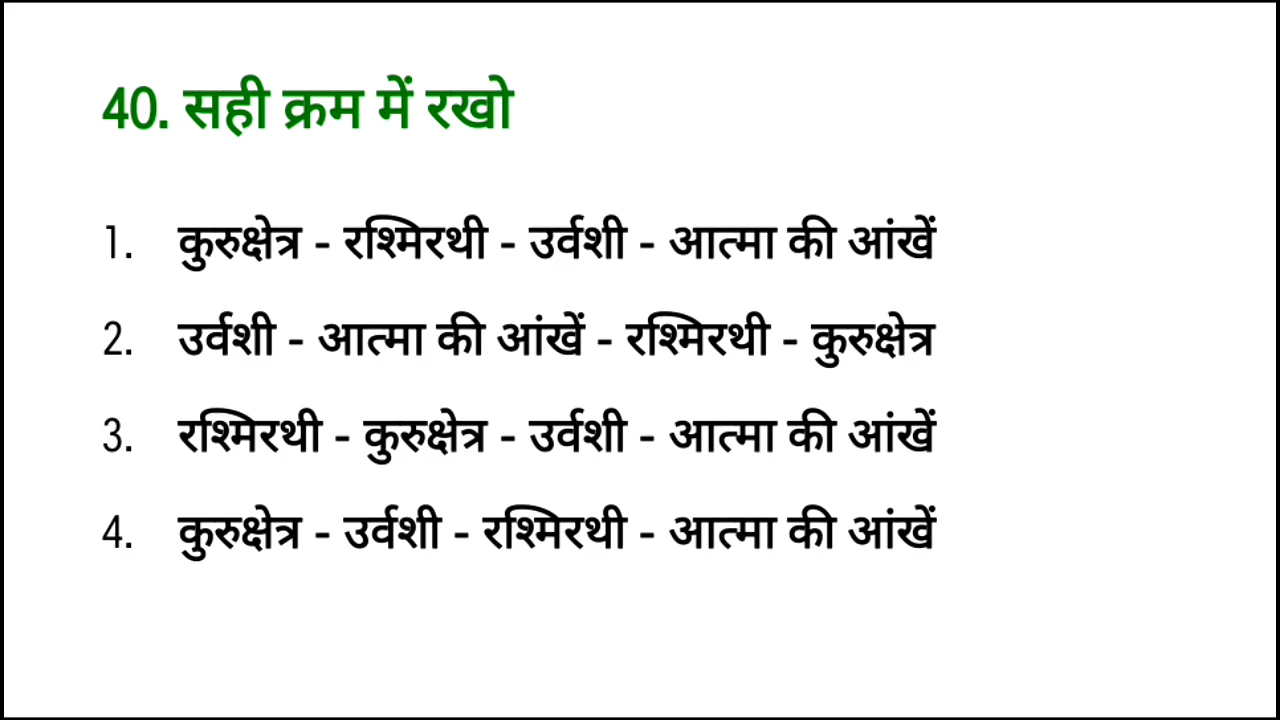 40. सही क्रम में रखो
1. कुरुक्षेत्र - रश्मिरथी - उर्वशी - आत्मा की आंखें
2. उर्वशी - आत्मा की आंखें - रश्मिरथी - कुरुक्षेत्र
3. रश्मिरथी - कुरुक्षेत्र - उर्वशी - आत्मा की आंखें
4. कुरुक्षेत्र - उर्वशी - रश्मिरथी - आत्मा की आंखें